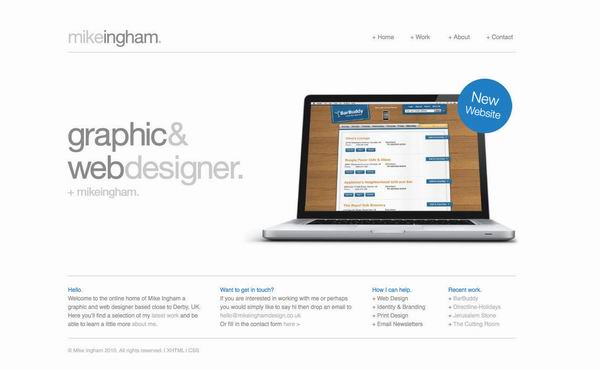 mikeingham.
+ Home + Work + About + Contact
New
Website
BarBuddy
graphic&
webdesigner.
+ mikeingham.
Hello.
Welcome to the online home of Mike Ingham a
graphic and web designer based close to Derby, UK.
Here you'll find a selection of my latest work and be
able to learn a little more about me.
Want to get in touch?
If you are interested in working with me or perhaps
you would simply like to say hi then drop an email to
hello@mikeinghamdesign.co.uk
Or fill in the contact form here >
How I can help.
+ Web Design
+ Identity & Branding
+ Print Design
+ Email Newsletters
Recent work.
+ BarBuddy
+ Directline-Holidays
+ Jerusalem Stone
+ The Cutting Room
© Mike Ingham 2010. All rights reserved. | XHTML | CSS